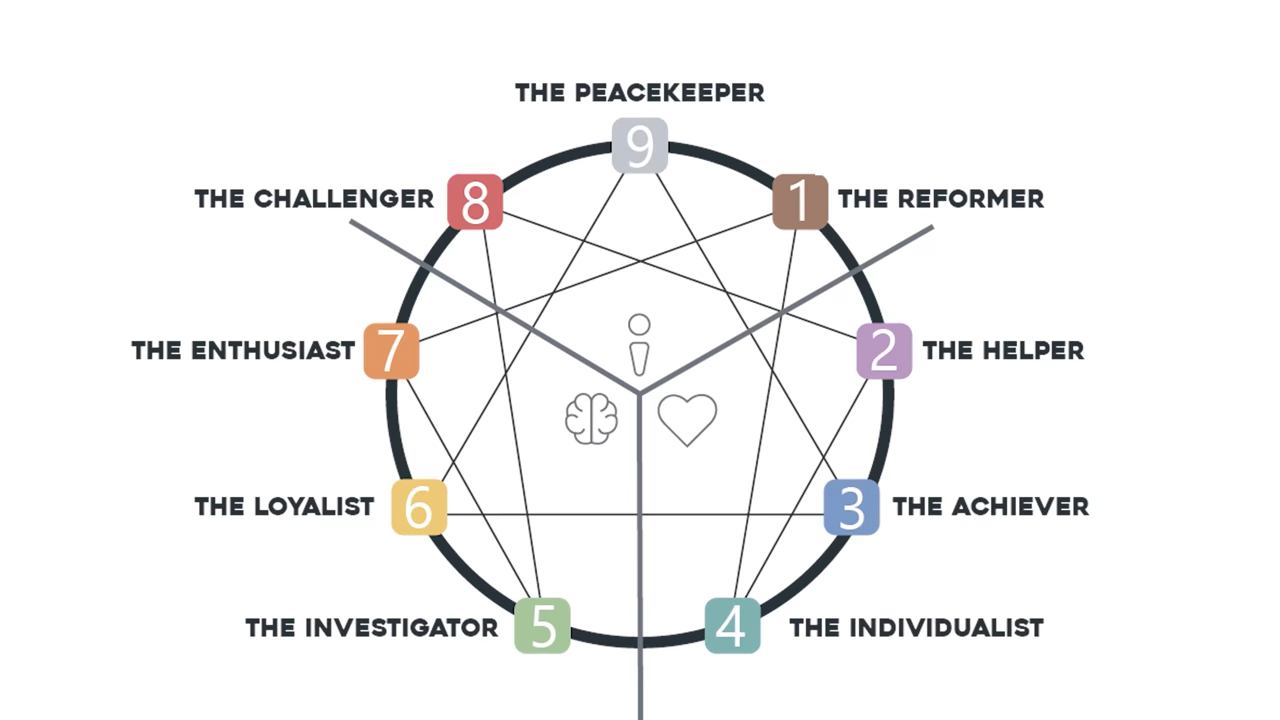 THE PEACEKEEPER
9
THE CHALLENGER 8
1 THE REFORMER
THE ENTHUSIAST 7
2 THE HELPER
THE LOYALIST 6
3 THE ACHIEVER
THE INVESTIGATOR 5
4 THE INDIVIDUALIST